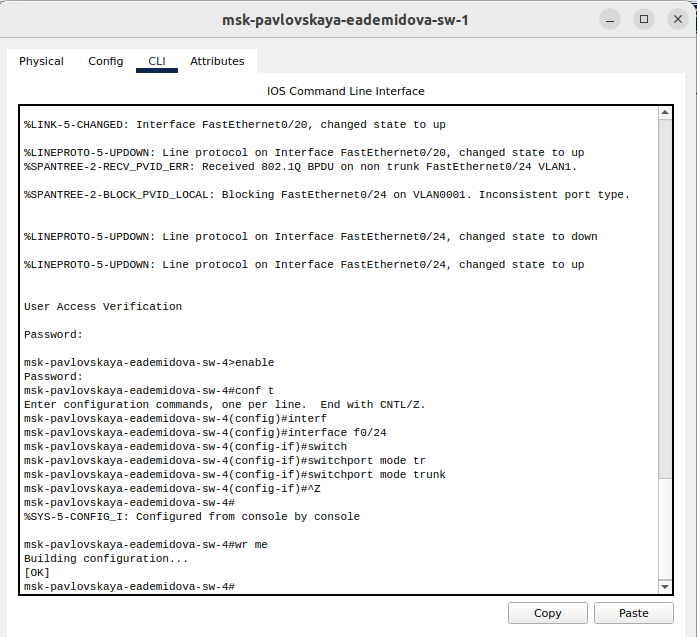 msk-pavlovskaya-eademidova-sw-1
Physical Config CLI Attributes
IOS Command Line Interface
%LINK-5-CHANGED: Interface FastEthernet0/20, changed state to up
%LINEPROTO-5-UPDOWN: Line protocol on Interface FastEthernet0/20, changed state to up
%SPANTREE-2-RECV_PVID_ERR: Received 802.1Q BPDU on non trunk FastEthernet0/24 VLAN1.
%SPANTREE-2-BLOCK_PVID_LOCAL: Blocking FastEthernet0/24 on VLAN0001. Inconsistent port type.
%LINEPROTO-5-UPDOWN: Line protocol on Interface FastEthernet0/24, changed state to down
%LINEPROTO-5-UPDOWN: Line protocol on Interface FastEthernet0/24, changed state to up
User Access Verification
Password:
msk-pavlovskaya-eademidova-sw-4>enable
Password:
msk-pavlovskaya-eademidova-sw-4#conf t
Enter configuration commands, one per line.  End with CNTL/Z.
msk-pavlovskaya-eademidova-sw-4(config)#interf
msk-pavlovskaya-eademidova-sw-4(config)#interface f0/24
msk-pavlovskaya-eademidova-sw-4(config-if)#switch
msk-pavlovskaya-eademidova-sw-4(config-if)#switchport mode tr
msk-pavlovskaya-eademidova-sw-4(config-if)#switchport mode trunk
msk-pavlovskaya-eademidova-sw-4(config-if)#^Z
msk-pavlovskaya-eademidova-sw-4#
%SYS-5-CONFIG_I: Configured from console by console
msk-pavlovskaya-eademidova-sw-4#wr me
Building configuration...
[OK]
msk-pavlovskaya-eademidova-sw-4#
Copy Paste